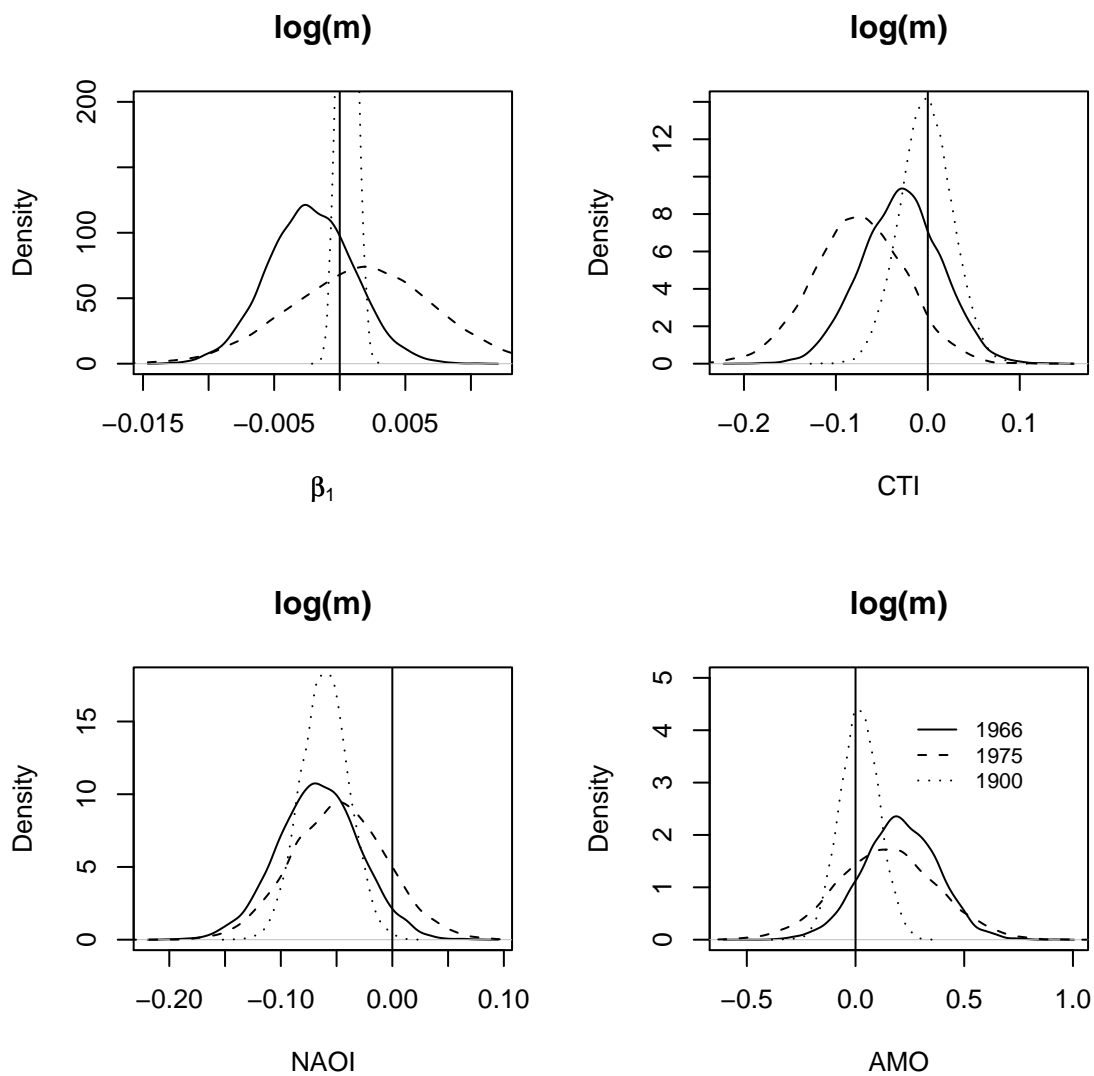 log(m)
Density
0 50 100 200
−0.015 −0.005 0.005
β1
log(m)
Density
0 2 4 6 8 12
−0.2 −0.1 0.0 0.1
CTI
log(m)
Density
0 5 10 15
−0.20 −0.10 0.00 0.10
NAOI
log(m)
Density
0 1 2 3 4 5
−0.5 0.0 0.5 1.0
AMO
1966
1975
1900